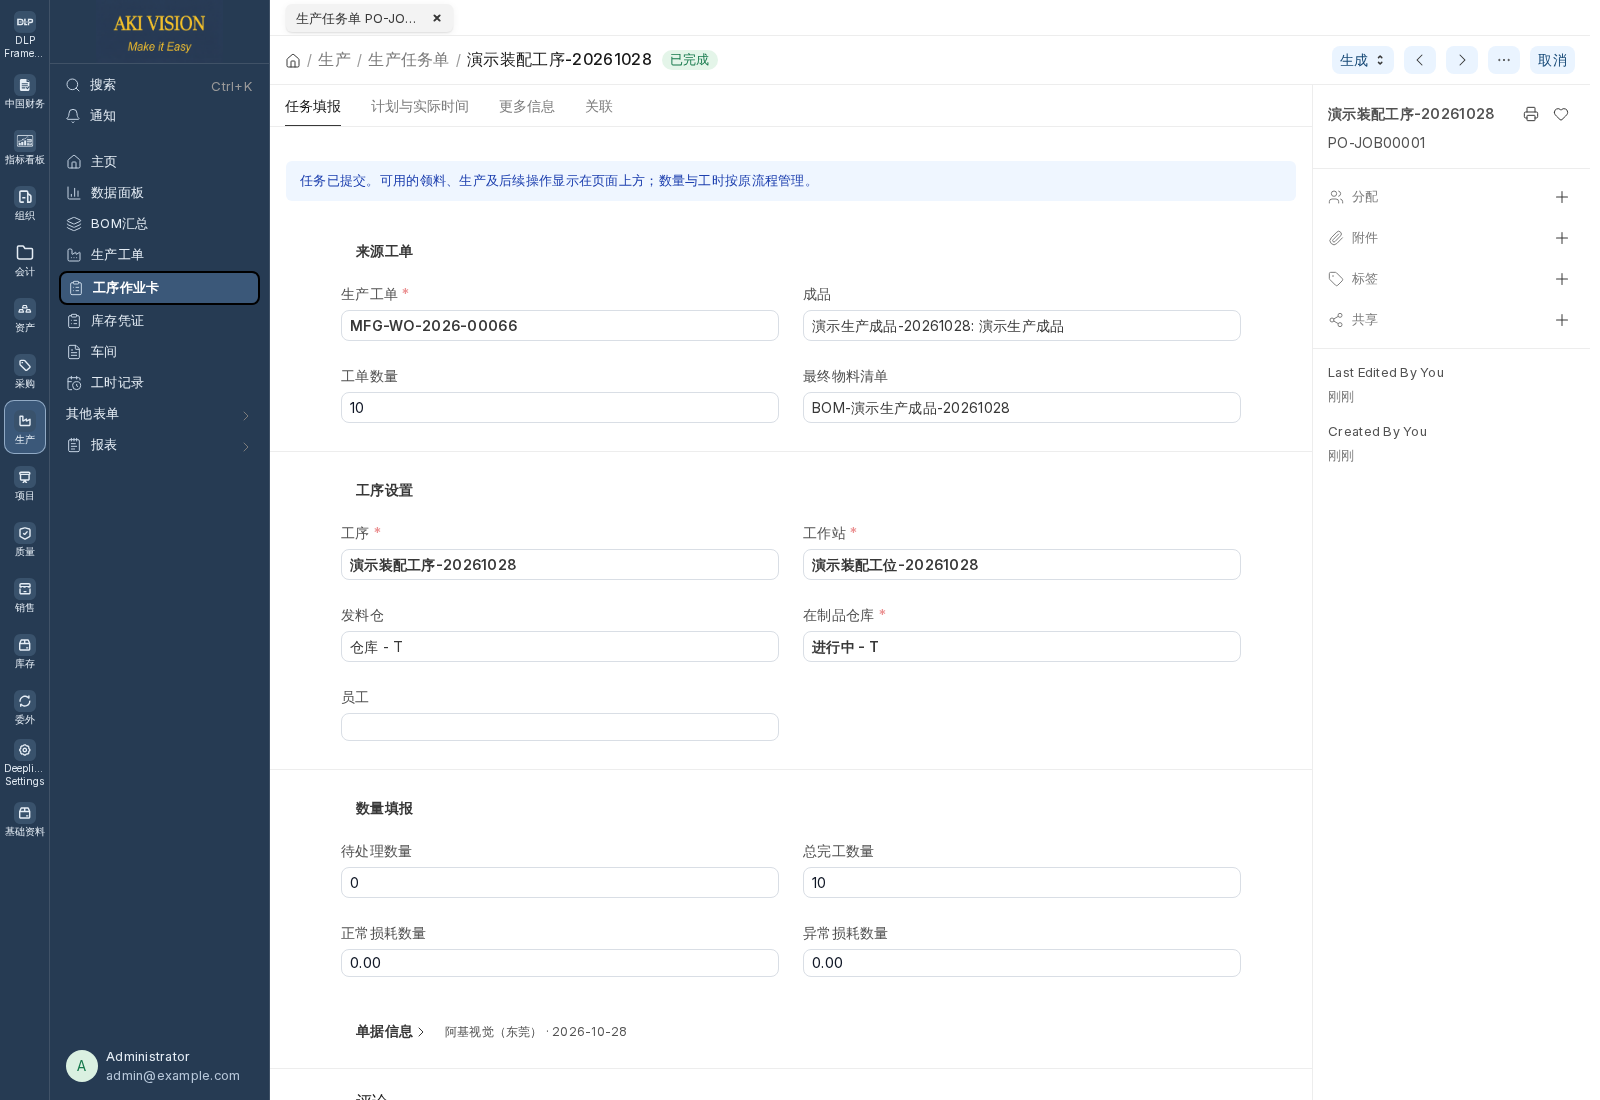 DLP
DLP
Frame...
中国财务
指标看板
组织
会计
资产
采购
生产
项目
质量
销售
库存
委外
Deepli...
Settings
基础资料
AKI VISION
Make it Easy
搜索 Ctrl+K
通知
主页
数据面板
BOM汇总
生产工单
工序作业卡
库存凭证
车间
工时记录
其他表单
报表
A
Administrator
admin@example.com
生产任务单 PO-JO... ×
/ 生产 / 生产任务单 / 演示装配工序-20261028 已完成
生成
···
取消
任务填报 计划与实际时间 更多信息 关联
任务已提交。可用的领料、生产及后续操作显示在页面上方；数量与工时按原流程管理。
来源工单
生产工单 * 成品
MFG-WO-2026-00066 演示生产成品-20261028: 演示生产成品
工单数量 最终物料清单
10 BOM-演示生产成品-20261028
工序设置
工序 * 工作站 *
演示装配工序-20261028 演示装配工位-20261028
发料仓 在制品仓库 *
仓库 - T 进行中 - T
员工
数量填报
待处理数量 总完工数量
0 10
正常损耗数量 异常损耗数量
0.00 0.00
单据信息 阿基视觉（东莞） · 2026-10-28
评论
演示装配工序-20261028
PO-JOB00001
分配
附件
标签
共享
Last Edited By You
刚刚
Created By You
刚刚